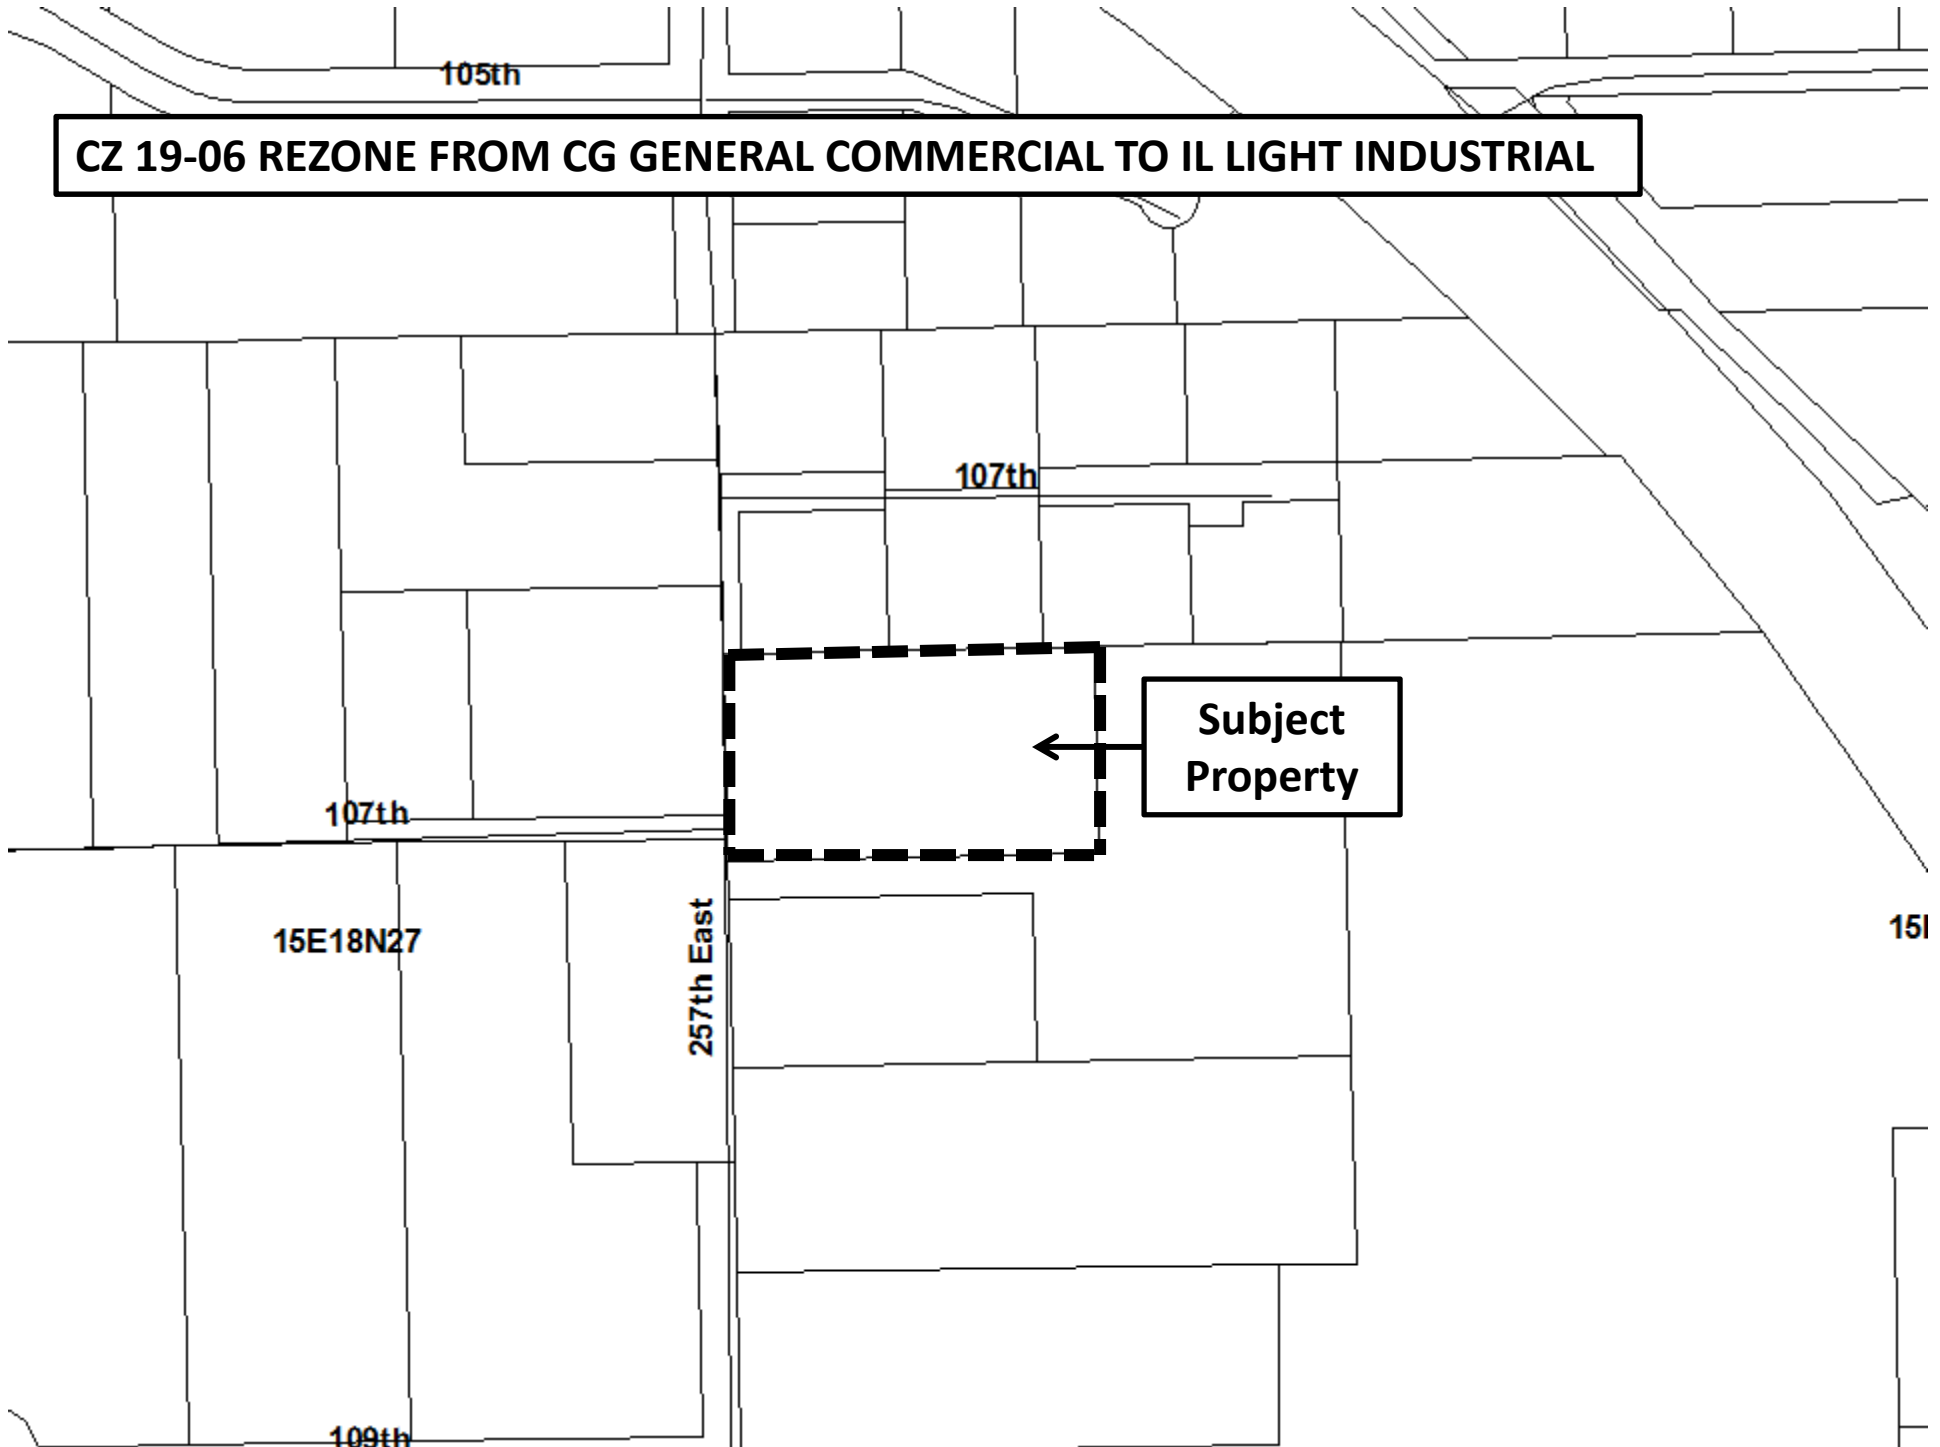 105th
CZ 19-06 REZONE FROM CG GENERAL COMMERCIAL TO IL LIGHT INDUSTRIAL
107th
Subject
Property
107th
257th East
15E18N27
109th